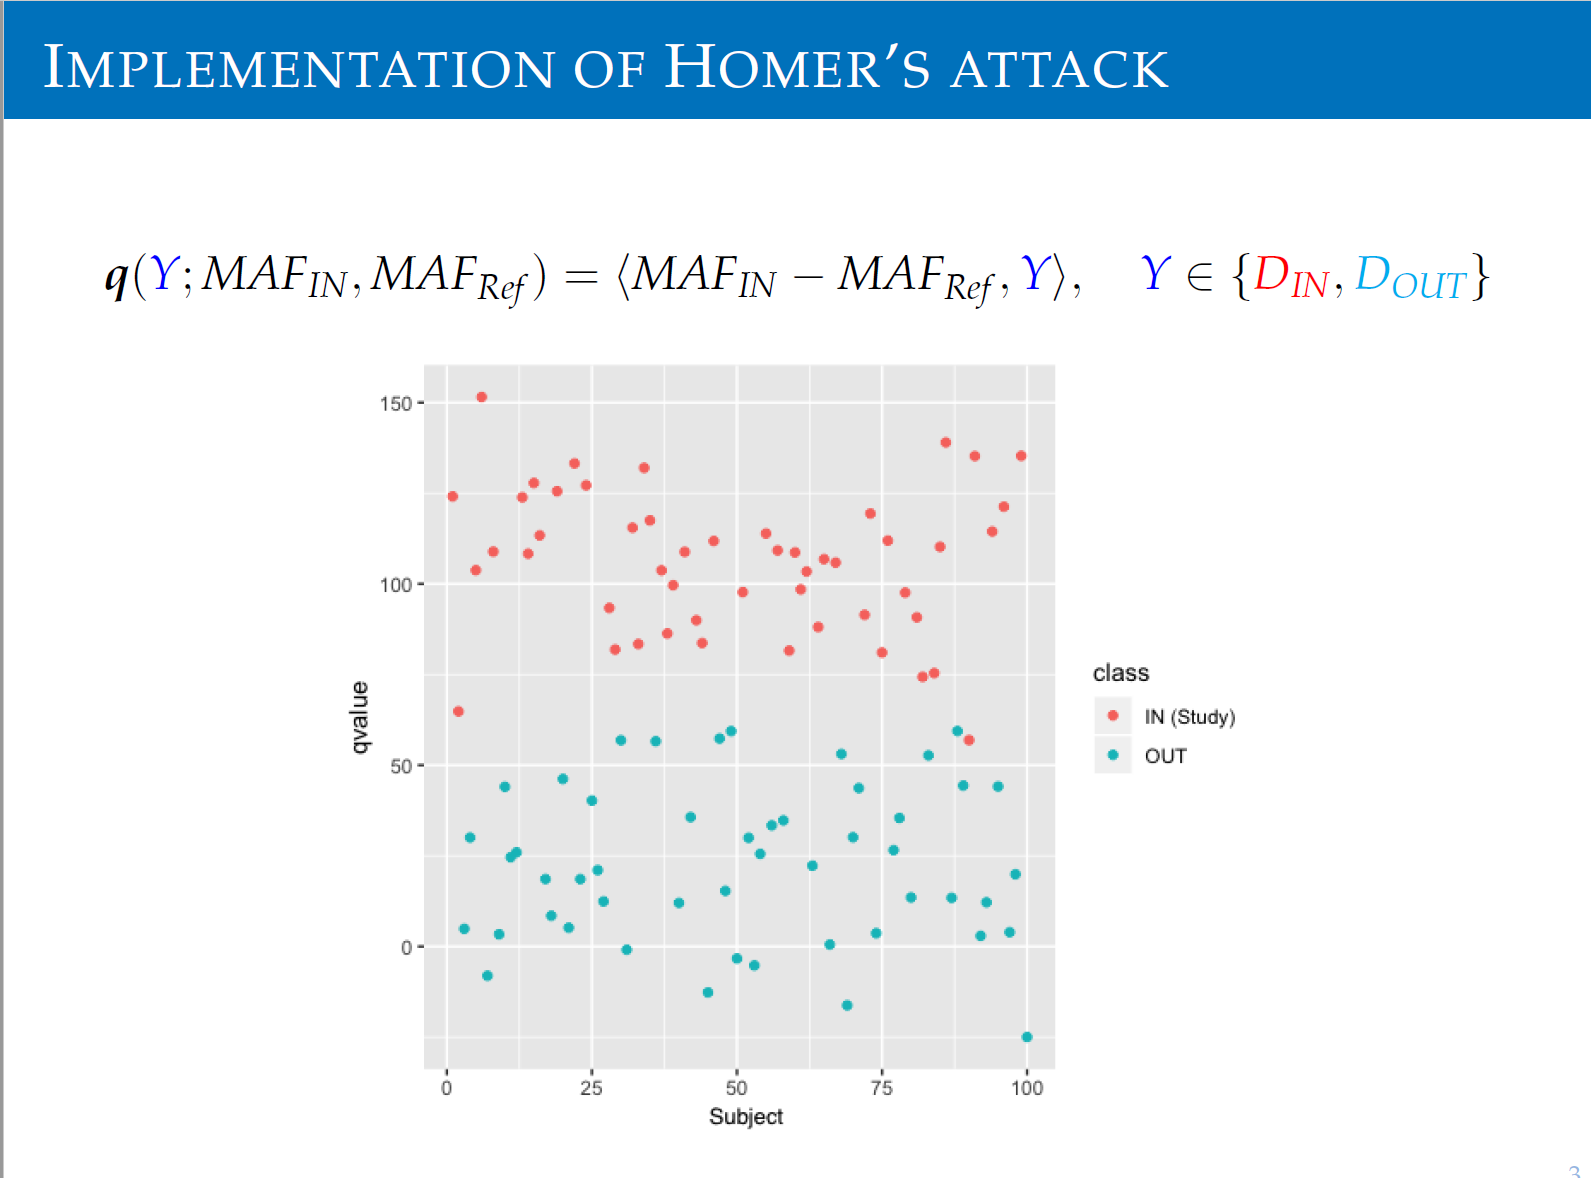 IMPLEMENTATION OF HOMER'S ATTACK
q(Y; MAF_IN, MAF_Ref) = ⟨MAF_IN − MAF_Ref, Y⟩, Y ∈ {D_IN, D_OUT}
150
100
50
0
qvalue
0 25 50 75 100
Subject
class
IN (Study)
OUT
3